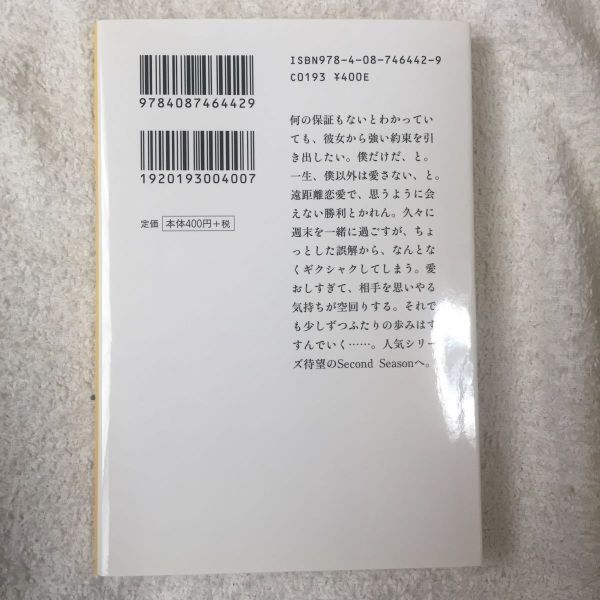 ISBN978-4-08-746442-9
C0193 ¥400E
9784087464429
1920193004007
定価 本体400円+税
何の保証もないとわかってい
ても、彼女から強い約束を引
き出したい。僕だけだ、と。
一生、僕以外は愛さない、と。
遠距離恋愛で、思うように会
えない勝利とかれん。久々に
週末を一緒に過ごすが、ちょ
っとした誤解から、なんとな
くギクシャクしてしまう。愛
おしすぎて、相手を思いやる
気持ちが空回りする。それで
も少しずつふたりの歩みはす
すんでいく……。人気シリー
ズ待望のSecond Seasonへ。